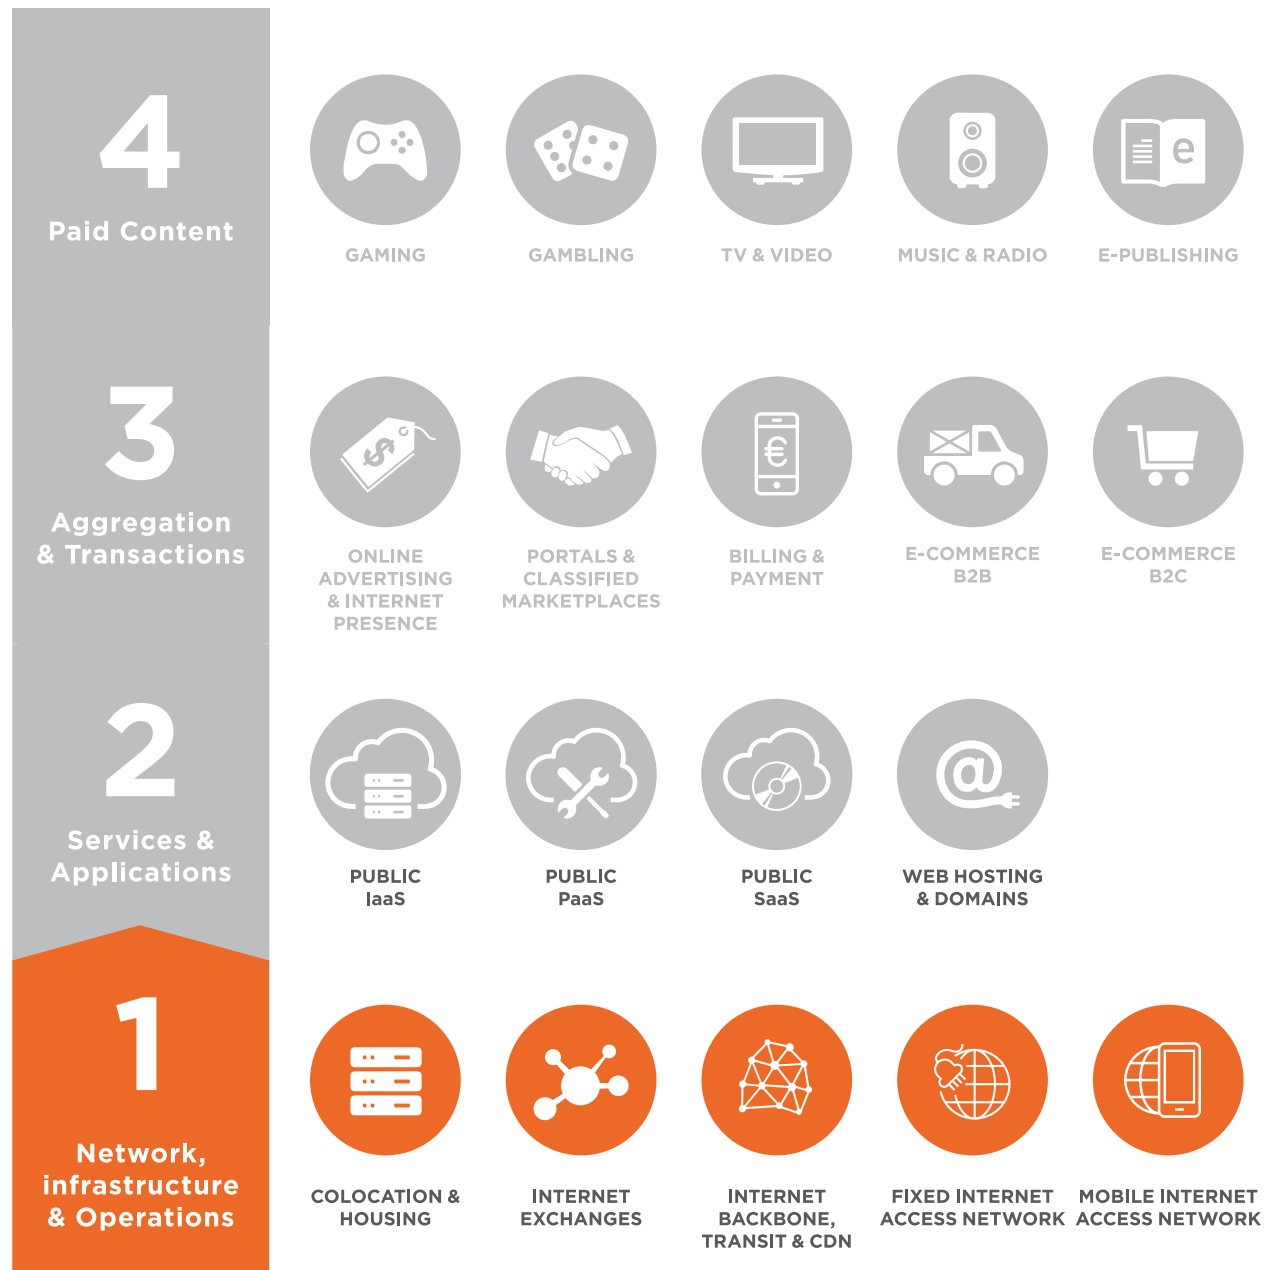 4
Paid Content
GAMING
GAMBLING
TV & VIDEO
MUSIC & RADIO
e
E-PUBLISHING
3
Aggregation
& Transactions
$
ONLINE
ADVERTISING
& INTERNET
PRESENCE
PORTALS &
CLASSIFIED
MARKETPLACES
€
BILLING &
PAYMENT
E-COMMERCE
B2B
E-COMMERCE
B2C
2
Services &
Applications
PUBLIC
IaaS
PUBLIC
PaaS
PUBLIC
SaaS
@
WEB HOSTING
& DOMAINS
1
Network,
infrastructure
& Operations
COLOCATION &
HOUSING
INTERNET
EXCHANGES
INTERNET
BACKBONE,
TRANSIT & CDN
FIXED INTERNET
ACCESS NETWORK
MOBILE INTERNET
ACCESS NETWORK